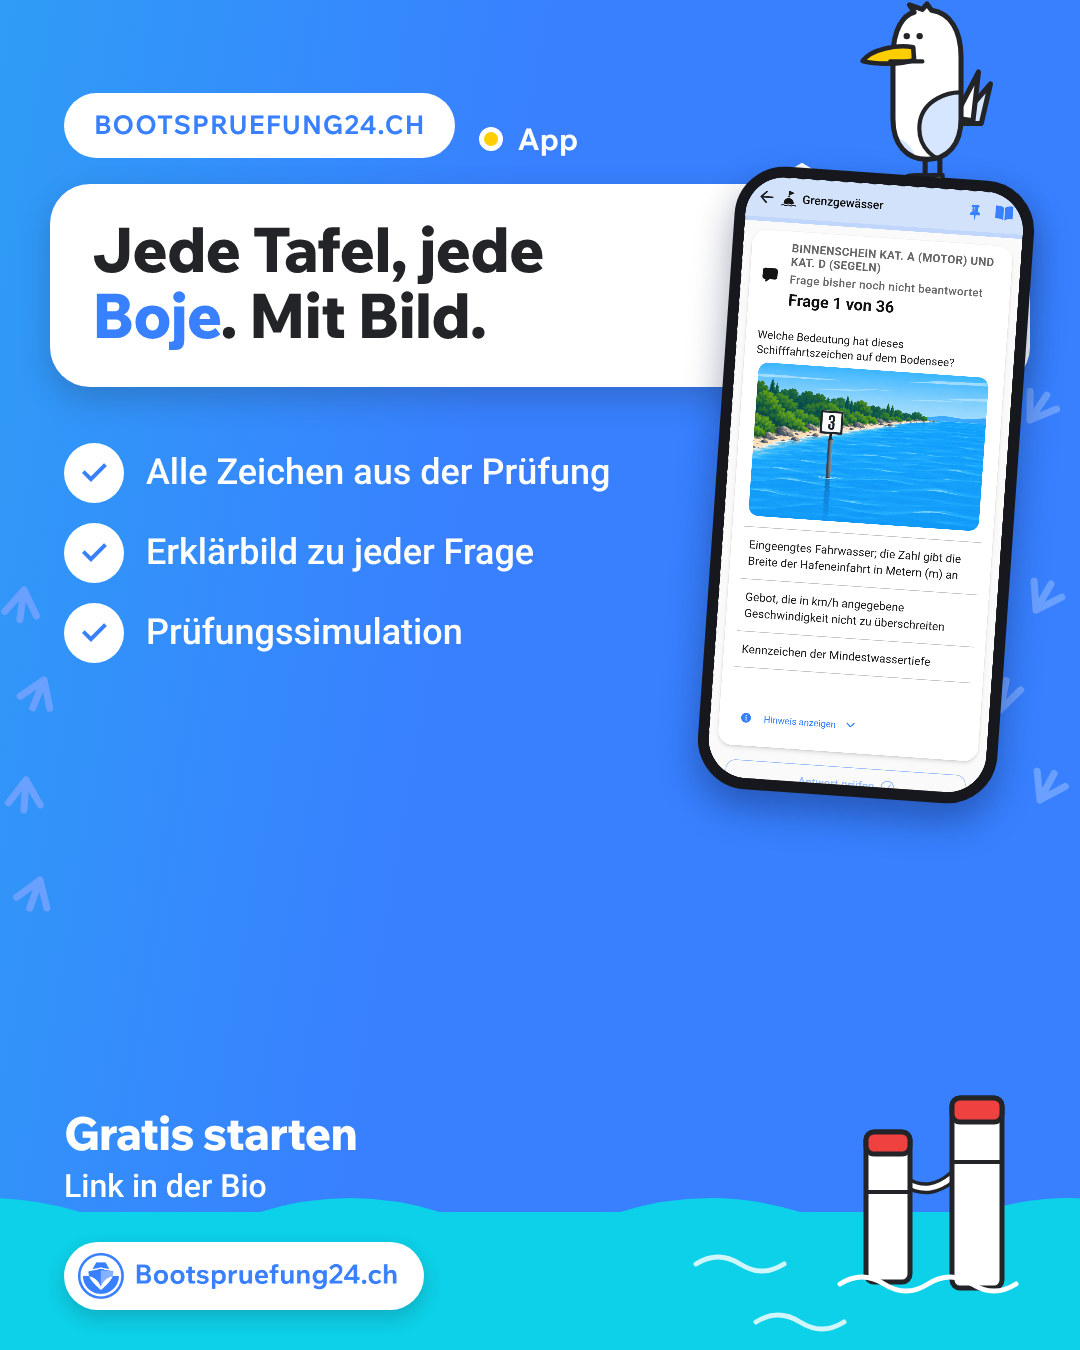 BOOTSPRUEFUNG24.CH
App
Jede Tafel, jede
Boje. Mit Bild.
Alle Zeichen aus der Prüfung
Erklärbild zu jeder Frage
Prüfungssimulation
Grenzgewässer
BINNENSCHEIN KAT. A (MOTOR) UND
KAT. D (SEGELN)
Frage bisher noch nicht beantwortet
Frage 1 von 36
Welche Bedeutung hat dieses
Schifffahrtszeichen auf dem Bodensee?
3
Eingeengtes Fahrwasser; die Zahl gibt die
Breite der Hafeneinfahrt in Metern (m) an
Gebot, die in km/h angegebene
Geschwindigkeit nicht zu überschreiten
Kennzeichen der Mindestwassertiefe
Hinweis anzeigen
Antwort prüfen
Gratis starten
Link in der Bio
Bootspruefung24.ch